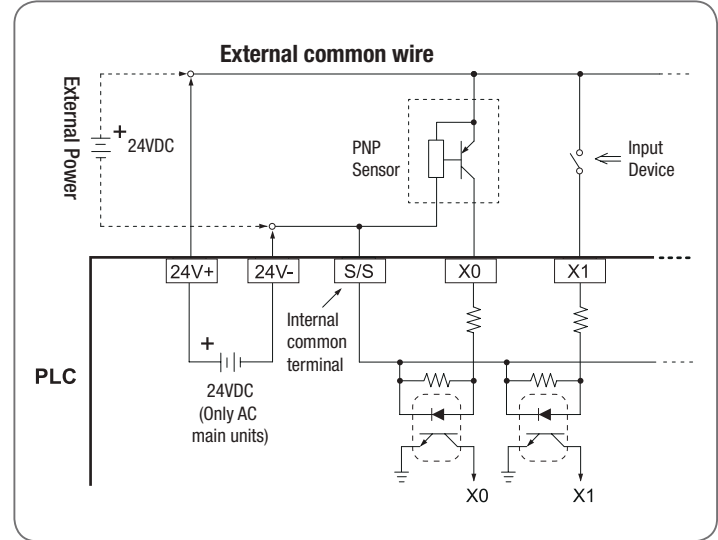 External common wire
External Power
+
24VDC
PNP
Sensor
Input
Device
24V+
24V-
S/S
X0
X1
+
24VDC
(Only AC
main units)
Internal
common
terminal
PLC
X0
X1